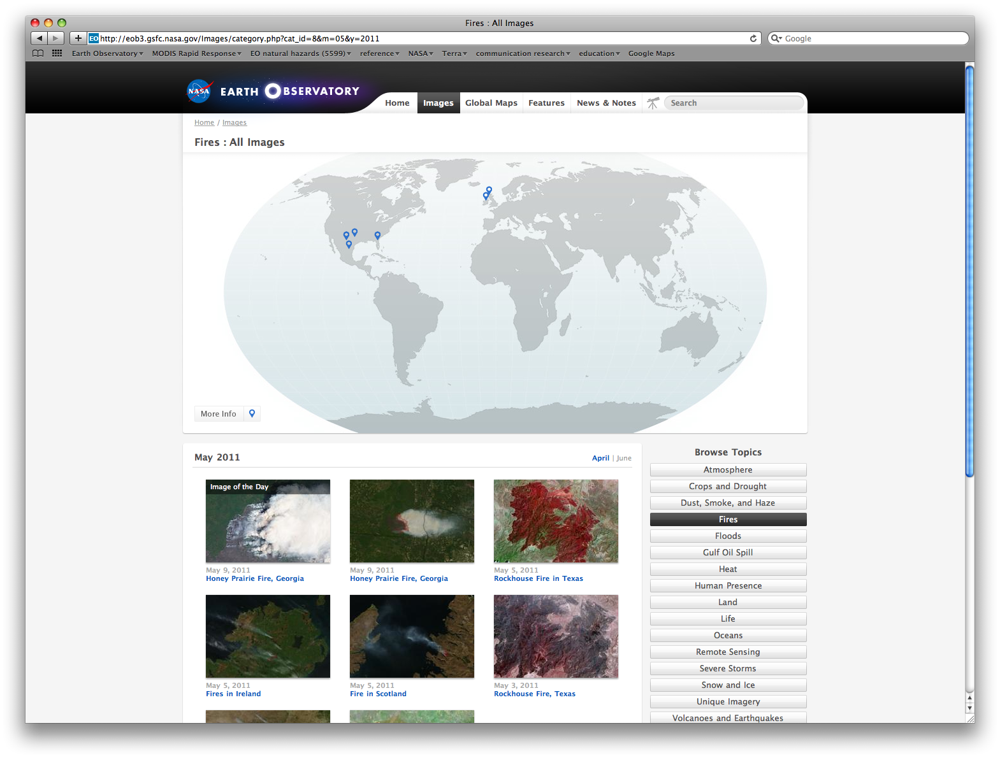 Fires : All Images
EO http://eob3.gsfc.nasa.gov/Images/category.php?cat_id=8&m=05&y=2011
Google
Earth Observatory MODIS Rapid Response EO natural hazards (5599) reference NASA Terra communication research education Google Maps
NASA EARTH OBSERVATORY
Home Images Global Maps Features News & Notes Search
Home / Images
Fires : All Images
More Info
May 2011
April | June
Image of the Day
May 9, 2011
Honey Prairie Fire, Georgia
May 9, 2011
Honey Prairie Fire, Georgia
May 5, 2011
Rockhouse Fire in Texas
May 5, 2011
Fires in Ireland
May 5, 2011
Fire in Scotland
May 3, 2011
Rockhouse Fire, Texas
Browse Topics
Atmosphere
Crops and Drought
Dust, Smoke, and Haze
Fires
Floods
Gulf Oil Spill
Heat
Human Presence
Land
Life
Oceans
Remote Sensing
Severe Storms
Snow and Ice
Unique Imagery
Volcanoes and Earthquakes